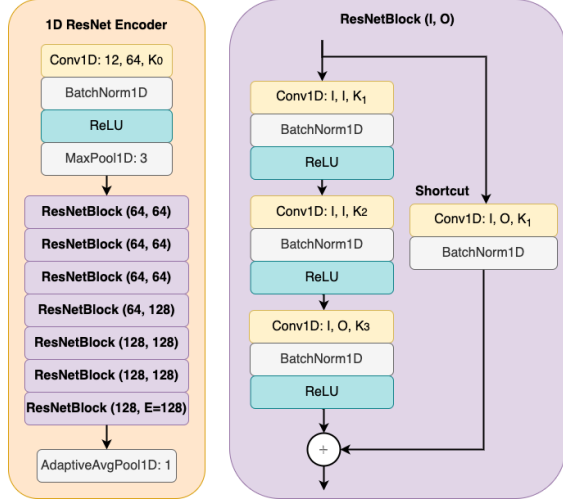 1D ResNet Encoder
Conv1D: 12, 64, K0
BatchNorm1D
ReLU
MaxPool1D: 3
ResNetBlock (64, 64)
ResNetBlock (64, 64)
ResNetBlock (64, 64)
ResNetBlock (64, 128)
ResNetBlock (128, 128)
ResNetBlock (128, 128)
ResNetBlock (128, E=128)
AdaptiveAvgPool1D: 1
ResNetBlock (I, O)
Conv1D: I, I, K1
BatchNorm1D
ReLU
Conv1D: I, I, K2
BatchNorm1D
ReLU
Conv1D: I, O, K3
BatchNorm1D
ReLU
Shortcut
Conv1D: I, O, K1
BatchNorm1D
÷